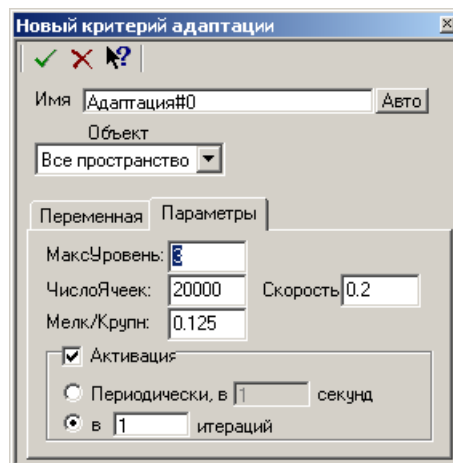 Новый критерий адаптации
Имя Адаптация#0 Авто
Объект
Все пространство
Переменная Параметры
МаксУровень: 3
ЧислоЯчеек: 20000 Скорость 0.2
Мелк/Крупн: 0.125
Активация
Периодически, в 1 секунд
в 1 итераций